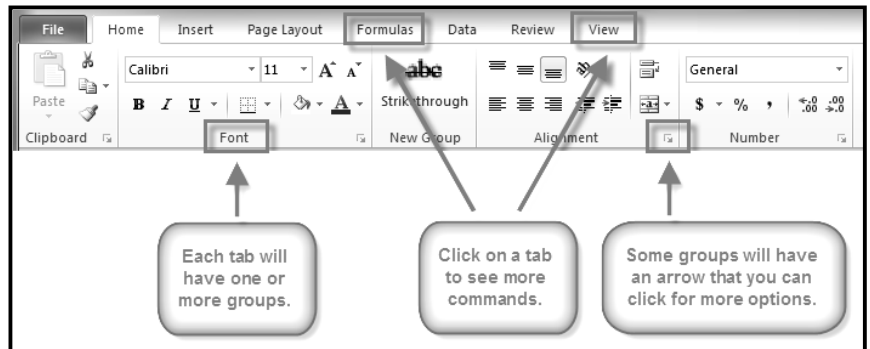 File Home Insert Page Layout Formulas Data Review View
Calibri 11 A A abc General
Paste B I U A Strikethrough a $ % , .0 .00 .00 .0
Clipboard Font New Group Alignment Number
Each tab will
have one or
more groups.
Click on a tab
to see more
commands.
Some groups will have
an arrow that you can
click for more options.